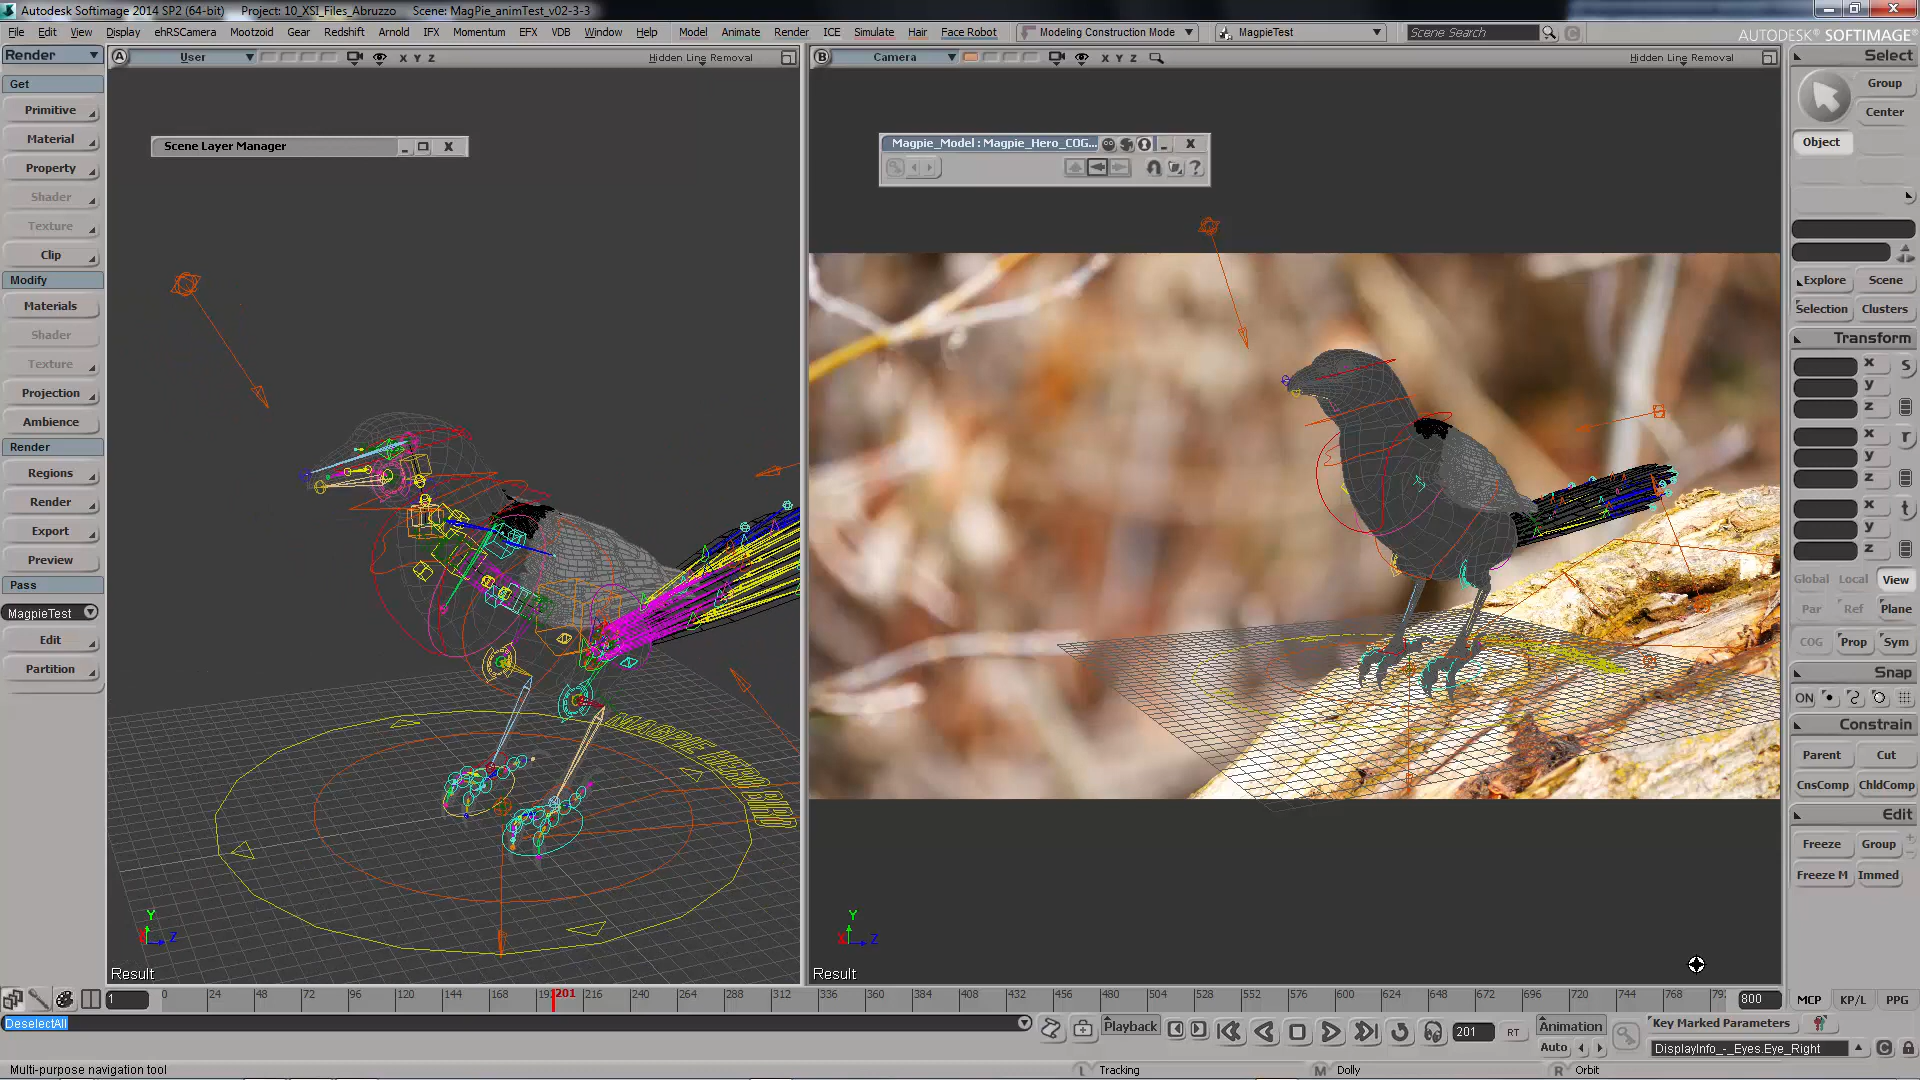 Autodesk Softimage 2014 SP2 (64-bit) Project: 10_XSI_Files_Abruzzo Scene: MagPie_animTest_v02-3-3
File Edit View Display Plugins ehRSCamera Mootzoid Gear Redshift Arnold IFX Momentum EFX VDB Window Help Model Animate Render ICE Simulate Hair Face Robot Modeling Construction Mode MagpieTest Scene Search
AUTODESK® SOFTIMAGE®
Render
Get
Primitive
Material
Property
Shader
Texture
Clip
Modify
Materials
Shader
Texture
Projection
Ambience
Render
Regions
Render
Export
Preview
Pass
MagpieTest
Edit
Partition
A User X Y Z Hidden Line Removal
Scene Layer Manager
MAGPIE HERO BIRD
Y
X Z
Result
B Camera X Y Z Hidden Line Removal
Magpie_Model : Magpie_Hero_COG...
Y
X Z
Result
Select
Group
Center
Object
Explore Scene
Selection Clusters
Transform
x s
y
z
x r
y
z
x t
y
z
Global Local View
Par Ref Plane
COG Prop Sym
Snap
ON
Constrain
Parent Cut
CnsComp ChldComp
Edit
Freeze Group
Freeze M Immed
1 0 24 48 72 96 120 144 168 192 201 216 240 264 288 312 336 360 384 408 432 456 480 504 528 552 576 600 624 648 672 696 720 744 768 792 800 MCP KP/L PPG
DeselectAll Playback 201 RT Animation Key Marked Parameters
Auto DisplayInfo_-_Eyes.Eye_Right
Multi-purpose navigation tool L Tracking M Dolly R Orbit